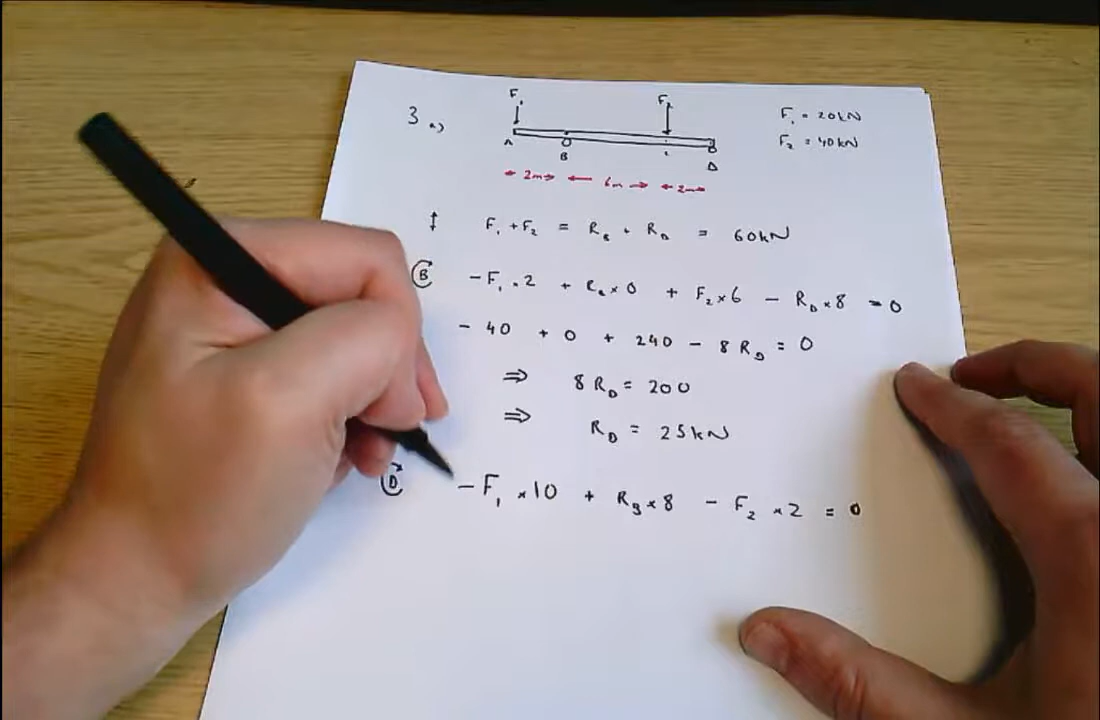 3 a)
F₁ F₂
A B C D
2m 6m 2m
F₁ = 20kN
F₂ = 40kN
↕ F₁ + F₂ = R_B + R_D = 60kN
B -F₁ × 2 + R_B × 0 + F₂ × 6 - R_D × 8 = 0
- 40 + 0 + 240 - 8 R_D = 0
⇒ 8 R_D = 200
⇒ R_D = 25kN
D -F₁ × 10 + R_B × 8 - F₂ × 2 = 0